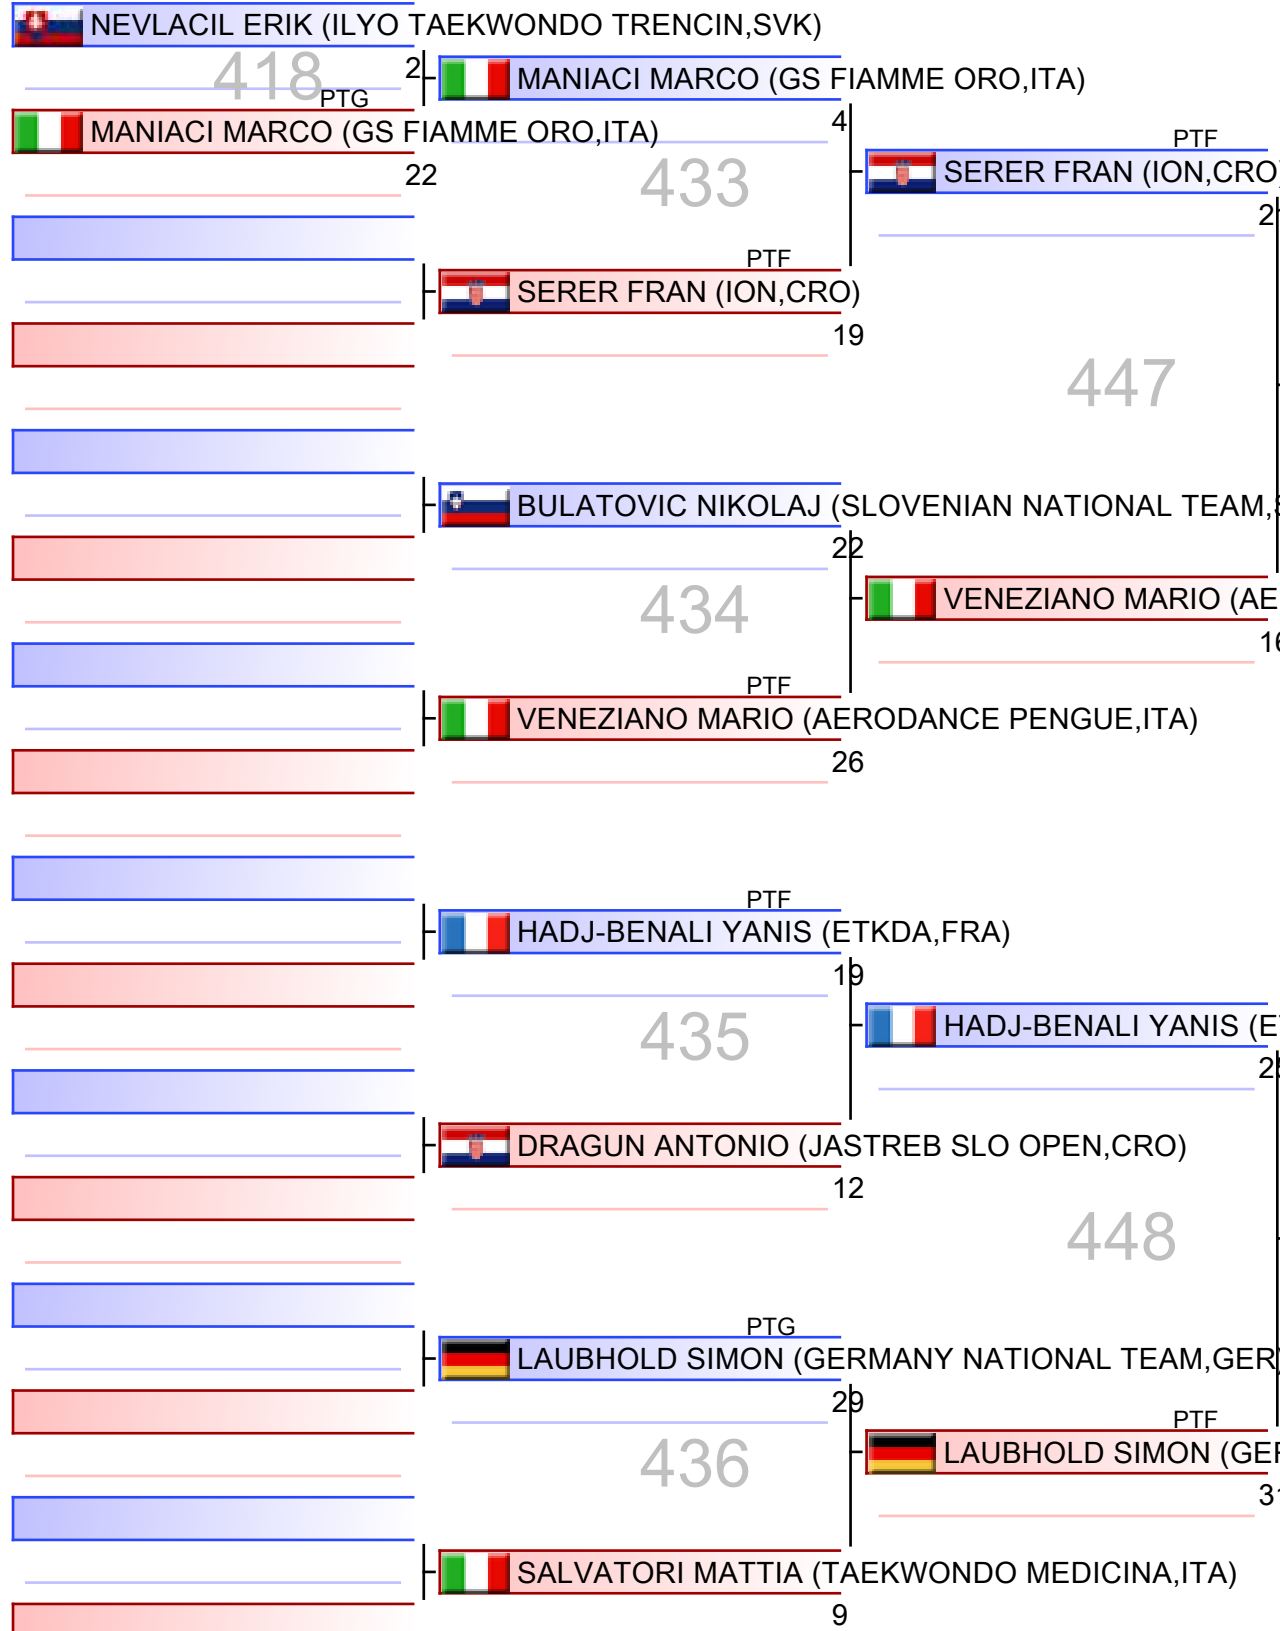 NEVLACIL ERIK (ILYO TAEKWONDO TRENCIN,SVK)
418
2
PTG
MANIACI MARCO (GS FIAMME ORO,ITA)
22
MANIACI MARCO (GS FIAMME ORO,ITA)
4
433
PTF
SERER FRAN (ION,CRO)
19
PTF
SERER FRAN (ION,CRO)
447
BULATOVIC NIKOLAJ (SLOVENIAN NATIONAL TEAM,
22
434
VENEZIANO MARIO (AE
16
PTF
VENEZIANO MARIO (AERODANCE PENGUE,ITA)
26
PTF
HADJ-BENALI YANIS (ETKDA,FRA)
19
435
HADJ-BENALI YANIS (E
DRAGUN ANTONIO (JASTREB SLO OPEN,CRO)
12
448
PTG
LAUBHOLD SIMON (GERMANY NATIONAL TEAM,GER)
29
436
PTF
LAUBHOLD SIMON (GE
31
SALVATORI MATTIA (TAEKWONDO MEDICINA,ITA)
9